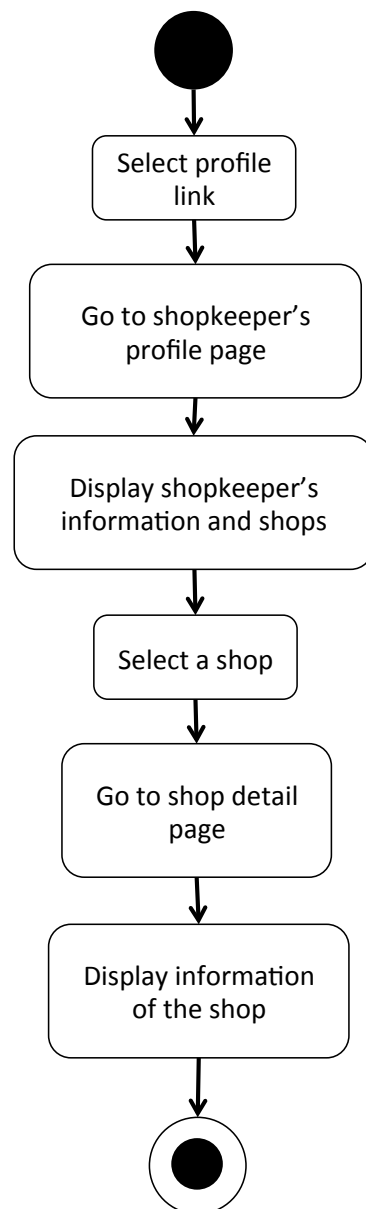 Select profile
link
Go to shopkeeper’s
profile page
Display shopkeeper’s
information and shops
Select a shop
Go to shop detail
page
Display information
of the shop